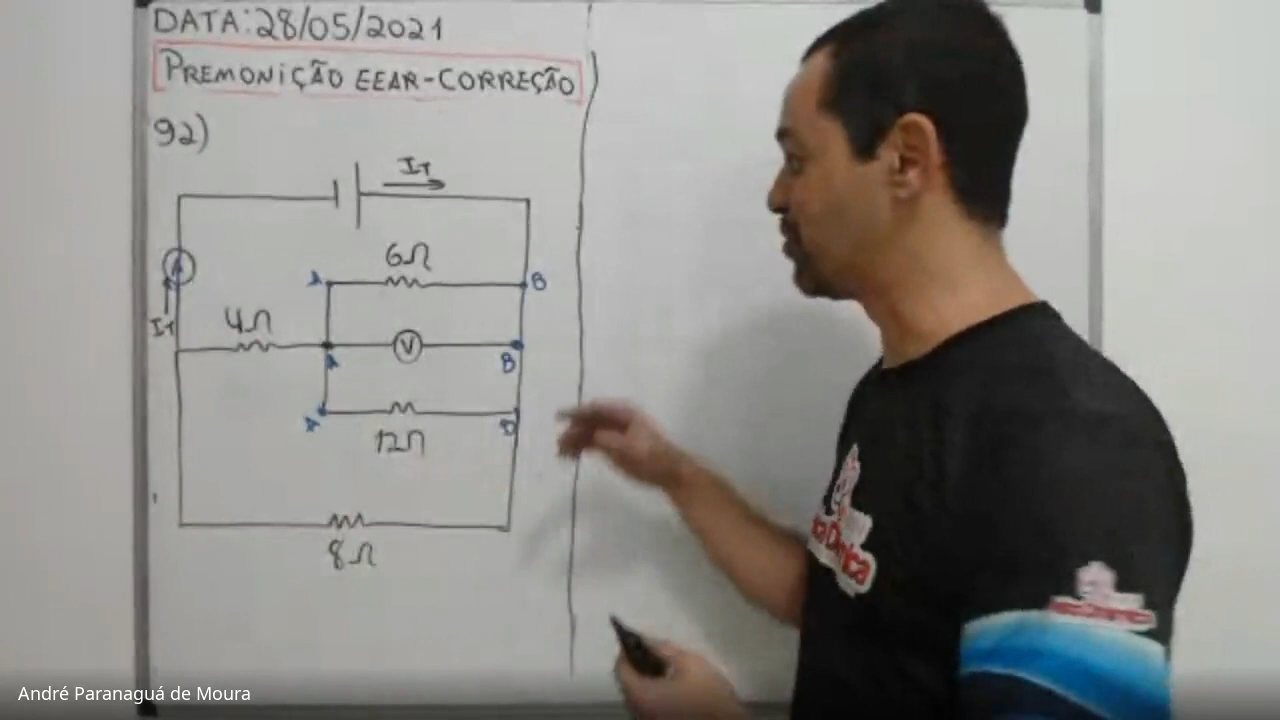 DATA: 28/05/2021
PREMONIÇÃO EEAR-CORREÇÃO
92)
IT
6Ω
A
B
A
IT
4Ω
V
A
B
A
B
12Ω
8Ω
André Paranaguá de Moura